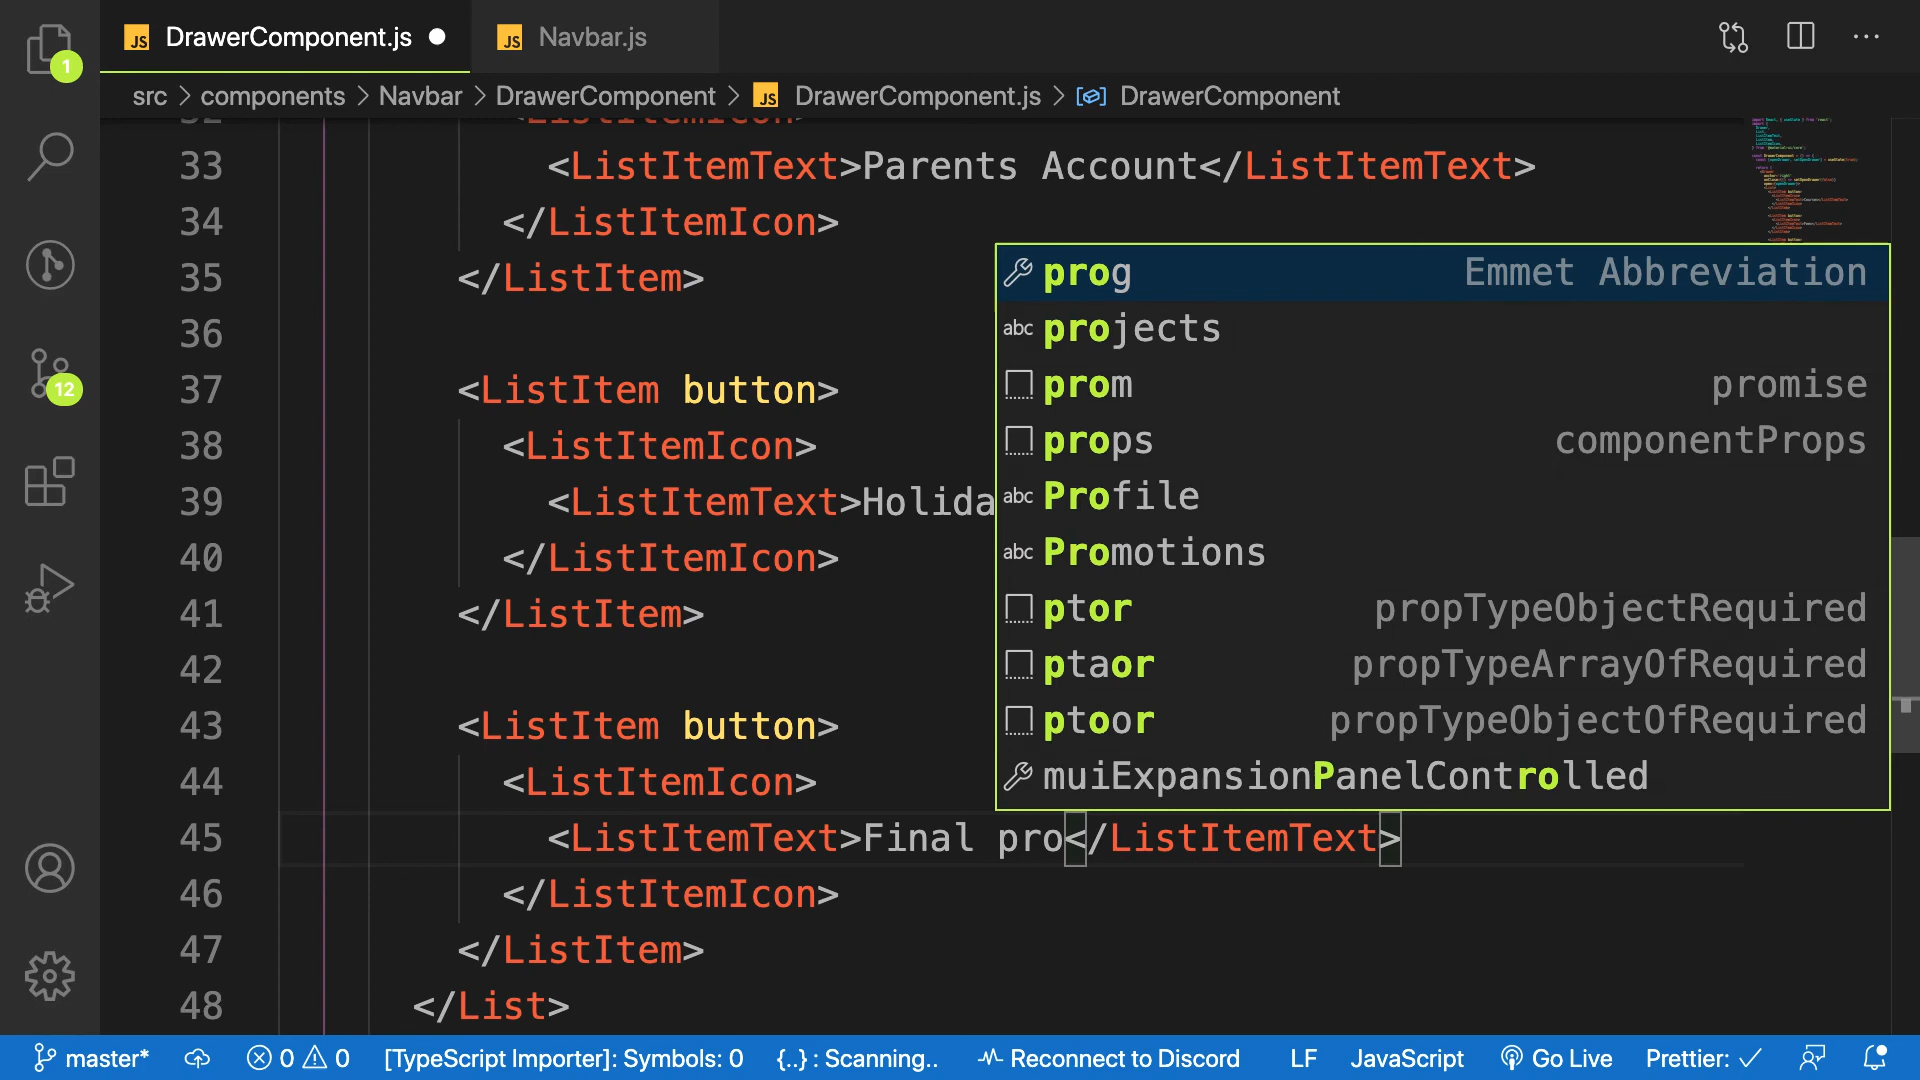 DrawerComponent.js
Navbar.js
src > components > Navbar > DrawerComponent > JS DrawerComponent.js > DrawerComponent
32 <ListItemIcon>
33 <ListItemText>Parents Account</ListItemText>
34 </ListItemIcon>
35 </ListItem>
36
37 <ListItem button>
38 <ListItemIcon>
39 <ListItemText>Holida
40 </ListItemIcon>
41 </ListItem>
42
43 <ListItem button>
44 <ListItemIcon>
45 <ListItemText>Final pro</ListItemText>
46 </ListItemIcon>
47 </ListItem>
48 </List>
prog Emmet Abbreviation
abc projects
prom promise
props componentProps
abc Profile
abc Promotions
ptor propTypeObjectRequired
ptaor propTypeArrayOfRequired
ptoor propTypeObjectOfRequired
muiExpansionPanelControlled
1
12
master* 0 0 [TypeScript Importer]: Symbols: 0 {..} : Scanning.. Reconnect to Discord LF JavaScript Go Live Prettier: ✓